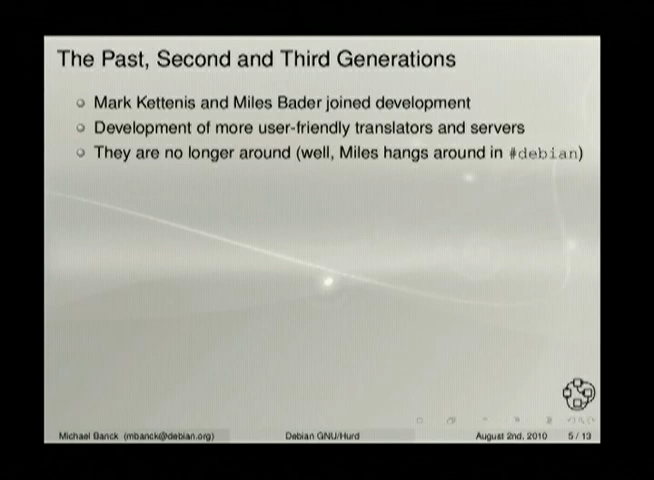 The Past, Second and Third Generations
Mark Kettenis and Miles Bader joined development
Development of more user-friendly translators and servers
They are no longer around (well, Miles hangs around in #debian)
Michael Banck (mbanck@debian.org) Debian GNU/Hurd August 2nd, 2010 5 / 13